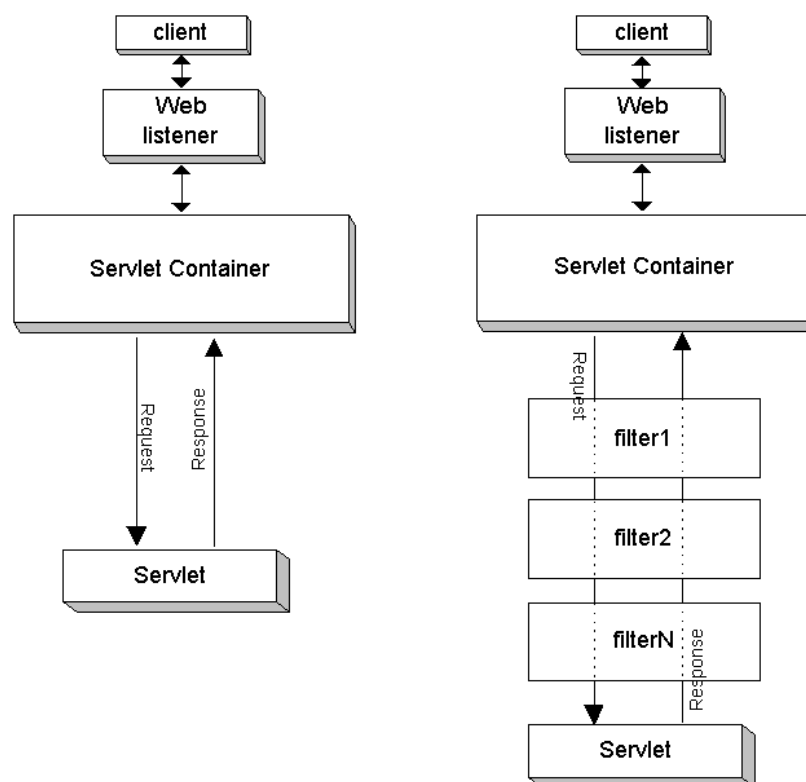 client
Web
listener
Servlet Container
Request
Response
Servlet
client
Web
listener
Servlet Container
Request
filter1
filter2
filterN
Response
Servlet